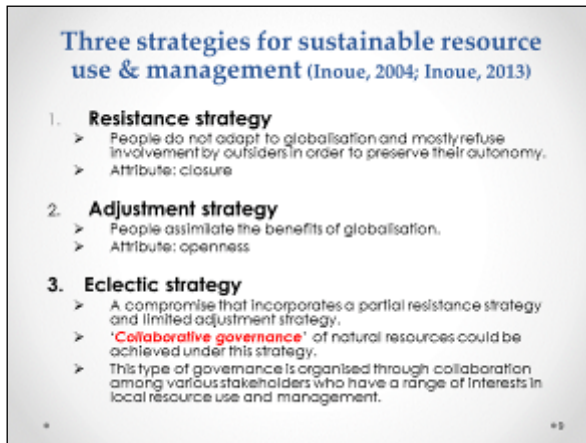 Three strategies for sustainable resource
use & management (Inoue, 2004; Inoue, 2013)
1. Resistance strategy
➢ People do not adapt to globalisation and mostly refuse
involvement by outsiders in order to preserve their autonomy.
➢ Attribute: closure
2. Adjustment strategy
➢ People assimilate the benefits of globalisation.
➢ Attribute: openness
3. Eclectic strategy
➢ A compromise that incorporates a partial resistance strategy
and limited adjustment strategy.
➢ 'Collaborative governance' of natural resources could be
achieved under this strategy.
➢ This type of governance is organised through collaboration
among various stakeholders who have a range of interests in
local resource use and management.
9